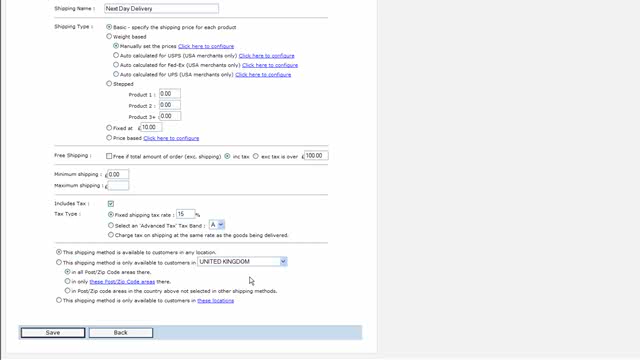 Shipping Name : Next Day Delivery
Shipping Type : Basic - specify the shipping price for each product
Weight based
Manually set the prices Click here to configure
Auto calculated for USPS (USA merchants only) Click here to configure
Auto calculated for Fed-Ex (USA merchants only) Click here to configure
Auto calculated for UPS (USA merchants only) Click here to configure
Stepped
Product 1 : 0.00
Product 2 : 0.00
Product 3+ 0.00
Fixed at £10.00
Price based Click here to configure
Free Shipping : Free if total amount of order (exc. shipping) inc tax exc tax is over £100.00
Minimum shipping : £0.00
Maximum shipping : £
Includes Tax :
Tax Type : Fixed shipping tax rate : 15 %
Select an 'Advanced Tax' Tax Band : A
Charge tax on shipping at the same rate as the goods being delivered.
This shipping method is available to customers in any location.
This shipping method is only available to customers in UNITED KINGDOM
in all Post/Zip Code areas there.
in only these Post/Zip Code areas there.
in Post/Zip code areas in the country above not selected in other shipping methods.
This shipping method is only available to customers in these locations
Save Back